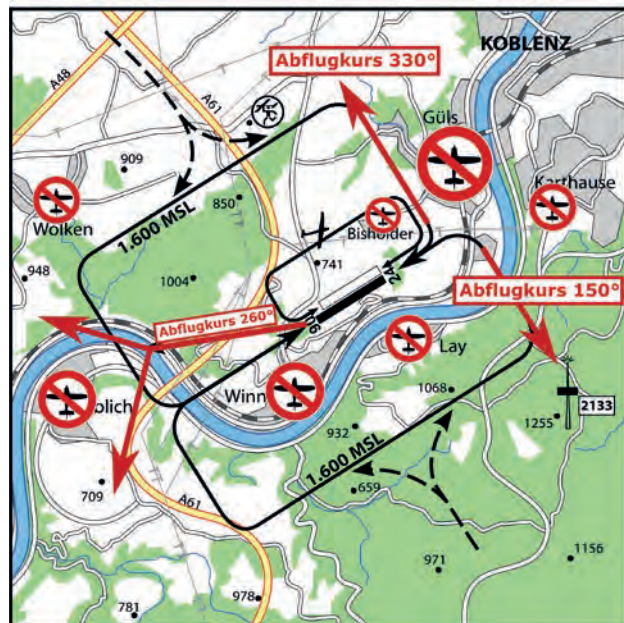 KOBLENZ
A48
A61
Abflugkurs 330°
Güls
909
Karthause
850
Wolken
Bisholder
1.600 MSL
741
948
1004
24
Abflugkurs 150°
Abflugkurs 260°
06
Lay
Winn
olich
1068
2133
1255
932
1.600 MSL
709
659
A61
1156
971
978
781